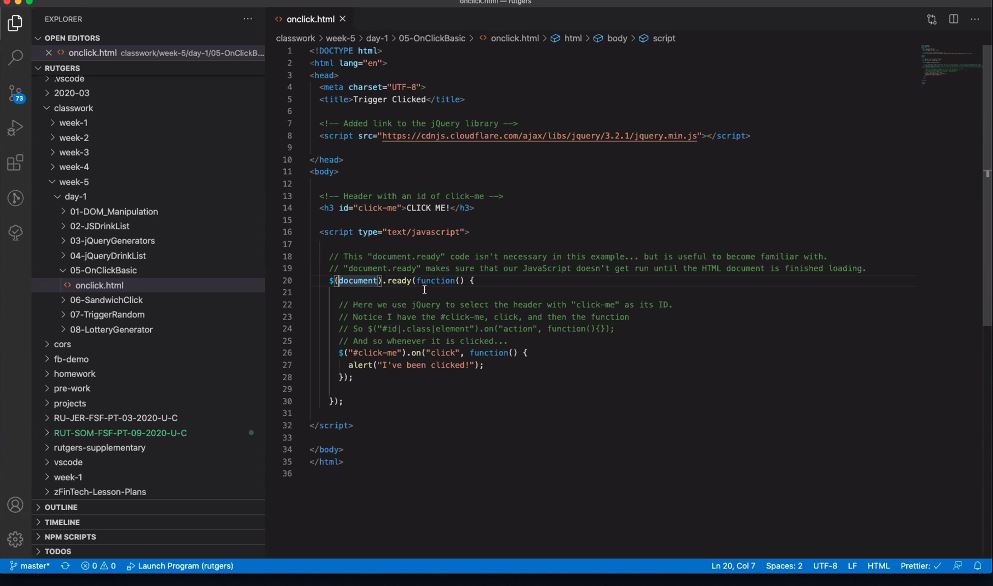 onclick.html — rutgers
EXPLORER
OPEN EDITORS
onclick.html classwork/week-5/day-1/05-OnClickB...
RUTGERS
.vscode
2020-03
classwork
week-1
week-2
week-3
week-4
week-5
day-1
01-DOM_Manipulation
02-JSDrinkList
03-jQueryGenerators
04-jQueryDrinkList
05-OnClickBasic
onclick.html
06-SandwichClick
07-TriggerRandom
08-LotteryGenerator
cors
fb-demo
homework
pre-work
projects
RU-JER-FSF-PT-03-2020-U-C
RUT-SOM-FSF-PT-09-2020-U-C
rutgers-supplementary
vscode
week-1
zFinTech-Lesson-Plans
OUTLINE
TIMELINE
NPM SCRIPTS
TODOS
73
onclick.html
classwork > week-5 > day-1 > 05-OnClickBasic > onclick.html > html > body > script
1 <!DOCTYPE html>
2 <html lang="en">
3 <head>
4 <meta charset="UTF-8">
5 <title>Trigger Clicked</title>
6
7 <!-- Added link to the jQuery library -->
8 <script src="https://cdnjs.cloudflare.com/ajax/libs/jquery/3.2.1/jquery.min.js"></script>
9
10 </head>
11 <body>
12
13 <!-- Header with an id of click-me -->
14 <h3 id="click-me">CLICK ME!</h3>
15
16 <script type="text/javascript">
17
18 // This "document.ready" code isn't necessary in this example... but is useful to become familiar with.
19 // "document.ready" makes sure that our JavaScript doesn't get run until the HTML document is finished loading.
20 $(document).ready(function() {
21
22 // Here we use jQuery to select the header with "click-me" as its ID.
23 // Notice I have the #click-me, click, and then the function
24 // So $("#id|.class|element").on("action", function(){});
25 // And so whenever it is clicked...
26 $("#click-me").on("click", function() {
27 alert("I've been clicked!");
28 });
29
30 });
31
32 </script>
33
34 </body>
35 </html>
36
master* 0 0 Launch Program (rutgers) Ln 20, Col 7 Spaces: 2 UTF-8 LF HTML Prettier: ✓